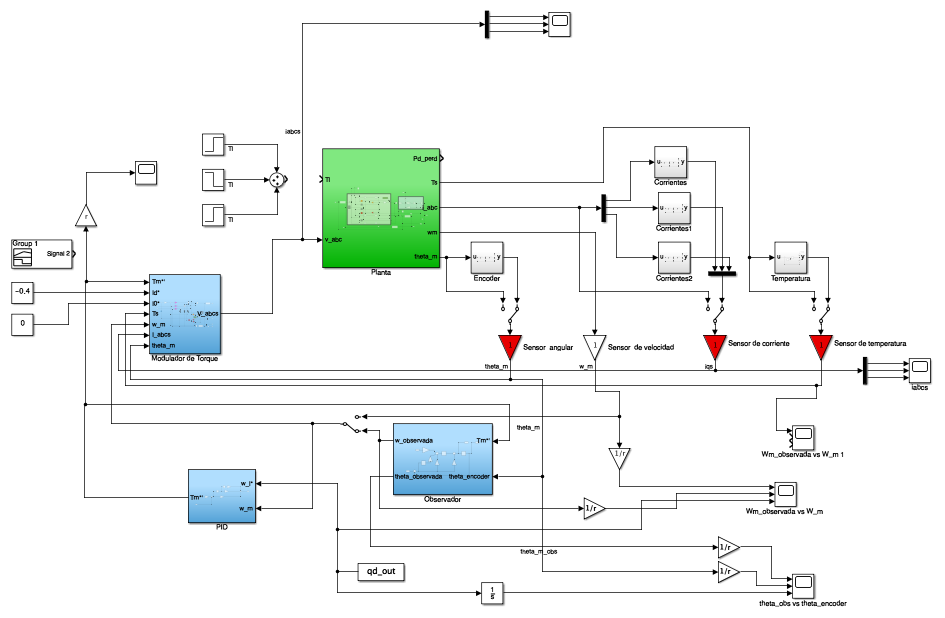 iabcs
Tl
Tl
Tl
Pd_perd
Tl
Ts
i_abc
wm
v_abc
theta_m
Planta
u y
Corrientes
u y
Corrientes1
u y
Corrientes2
u y
Encoder
u y
Temperatura
r
Group 1
Signal 2
-0.4
0
Tm*'
id*
i0*
Ts
w_m
i_abcs
theta_m
V_abcs
Modulador de Torque
1
Sensor angular
1
Sensor de velocidad
1
Sensor de corriente
1
Sensor de temperatura
theta_m
w_m
iqs
iabcs
theta_m
w_observada
Tm*'
theta_observada
theta_encoder
Observador
1/r
Wm_observada vs W_m 1
w_l*
Tm*'
w_m
PID
1/r
Wm_observada vs W_m
theta_m_obs
1/r
qd_out
1/r
1
s
theta_obs vs theta_encoder